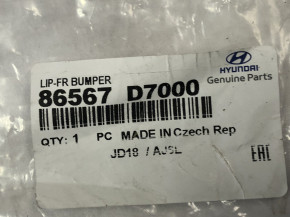 LIP-FR BUMPER
86567 D7000
HYUNDAI
Genuine Parts
QTY: 1 PC MADE IN Czech Rep
JD18 / AJSL
EAC